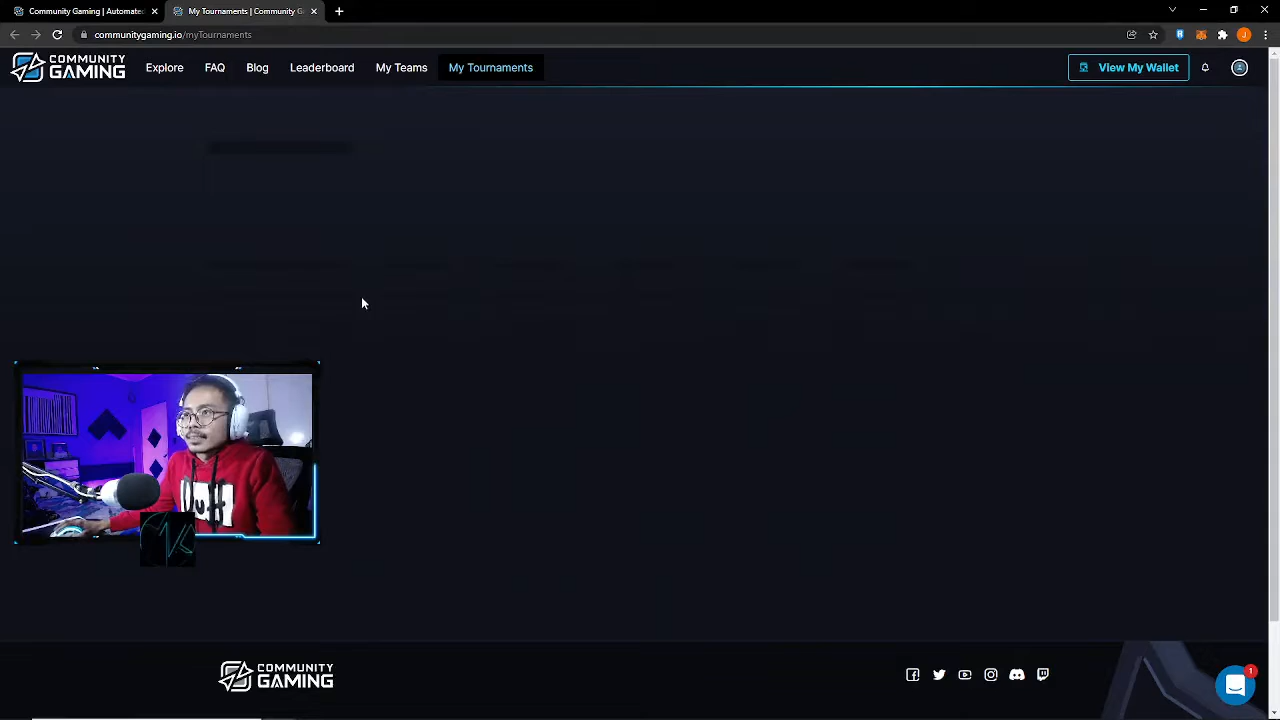 Community Gaming | Automate
My Tournaments | Community G
communitygaming.io/myTournaments
J
COMMUNITY
GAMING
Explore
FAQ
Blog
Leaderboard
My Teams
My Tournaments
View My Wallet
COMMUNITY
GAMING
1